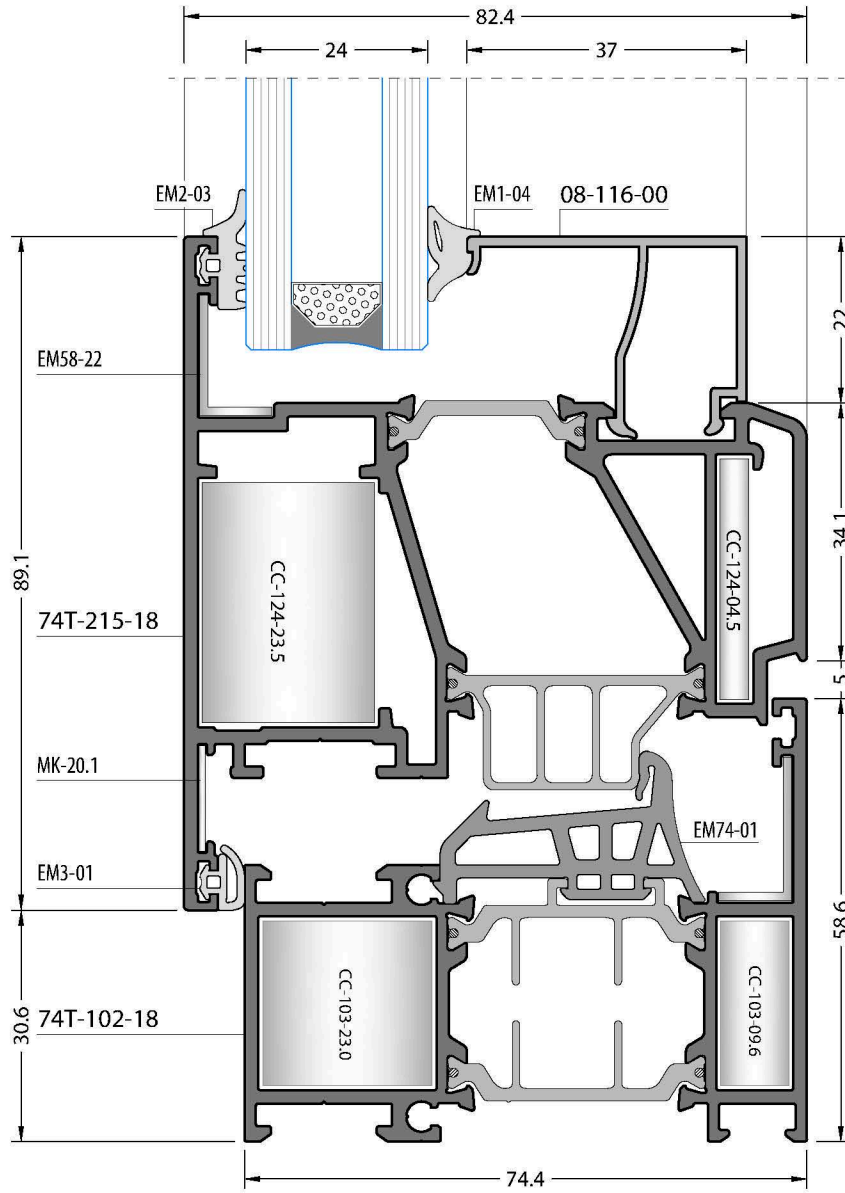 82.4
24
37
EM2-03
EM1-04
08-116-00
22
EM58-22
34.1
89.1
CC-124-23.5
CC-124-04.5
74T-215-18
5
MK-20.1
EM74-01
EM3-01
58.6
CC-103-23.0
CC-103-09.6
30.6
74T-102-18
74.4